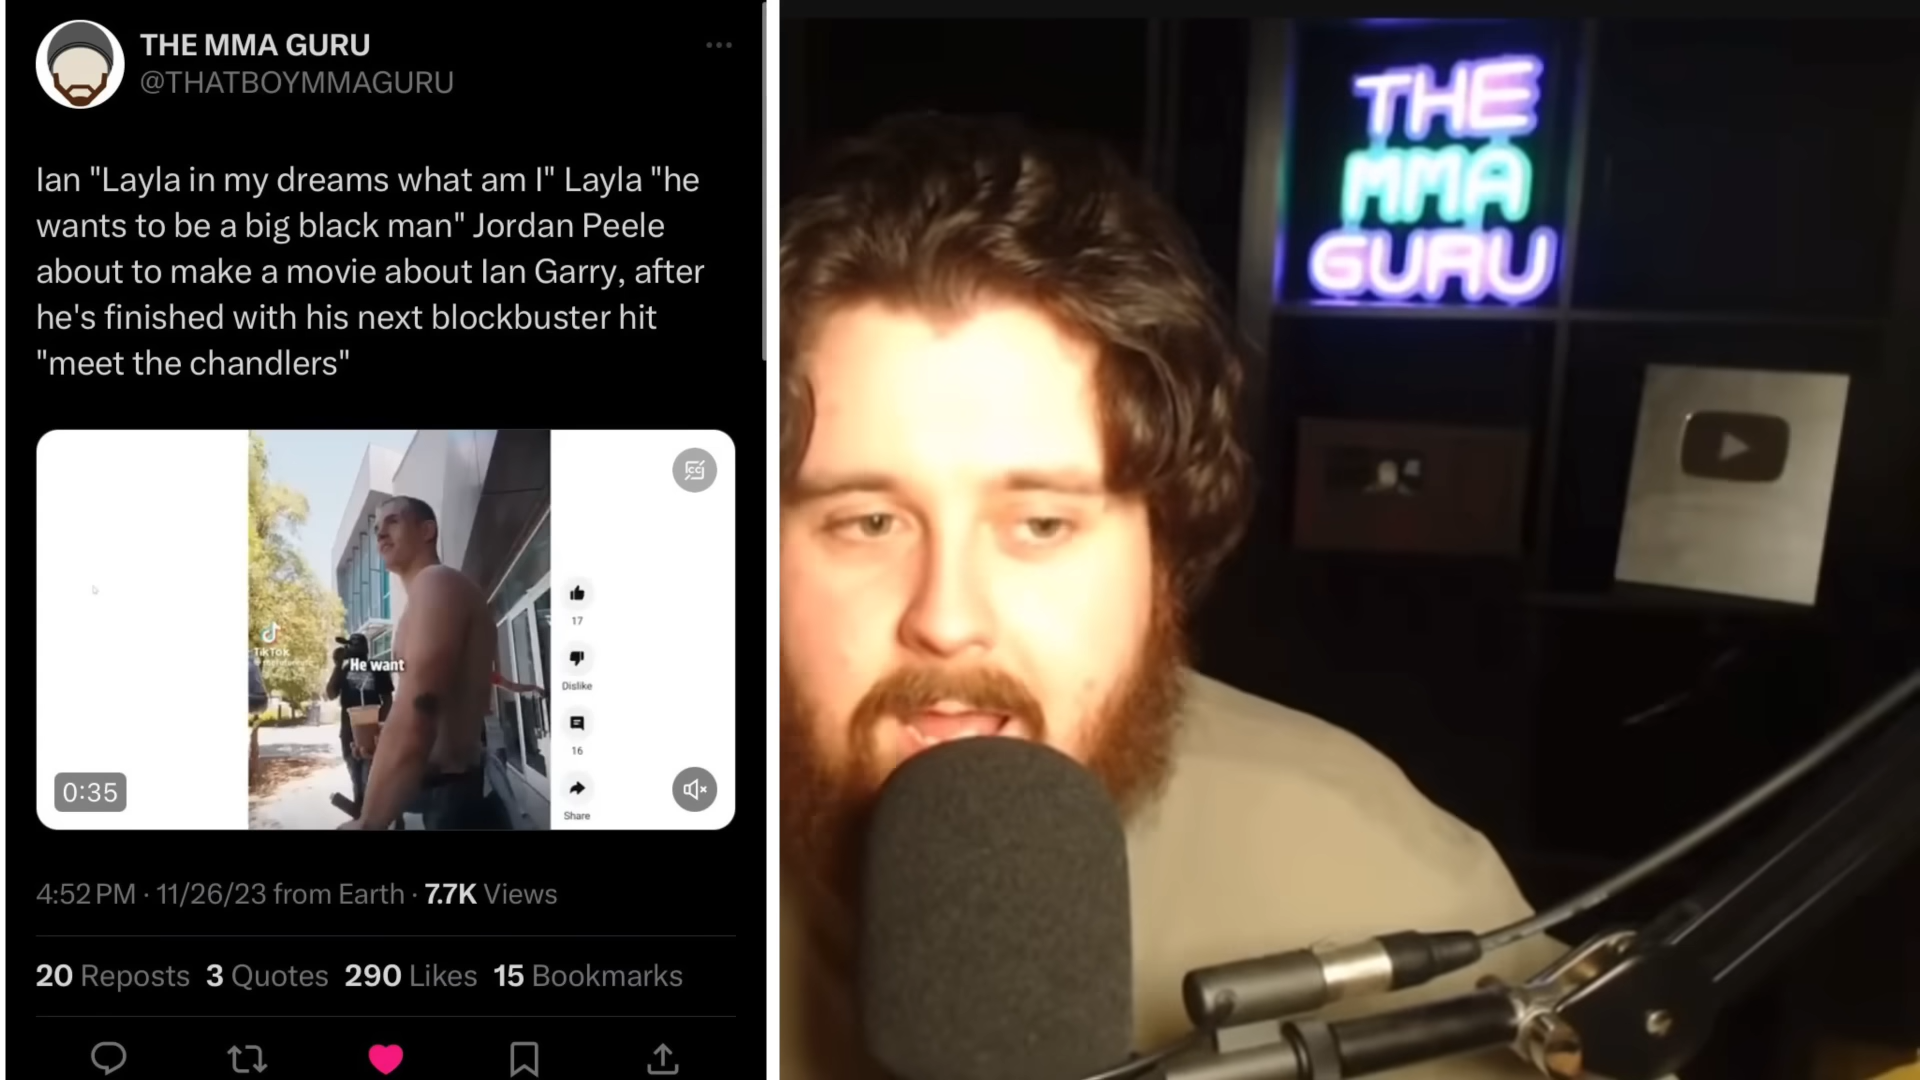 THE MMA GURU
@THATBOYMMAGURU
Ian "Layla in my dreams what am I" Layla "he
wants to be a big black man" Jordan Peele
about to make a movie about Ian Garry, after
he's finished with his next blockbuster hit
"meet the chandlers"
CC
TikTok
"He want
17
Dislike
16
Share
0:35
4:52 PM · 11/26/23 from Earth · 7.7K Views
20 Reposts 3 Quotes 290 Likes 15 Bookmarks
THE
MMA
GURU